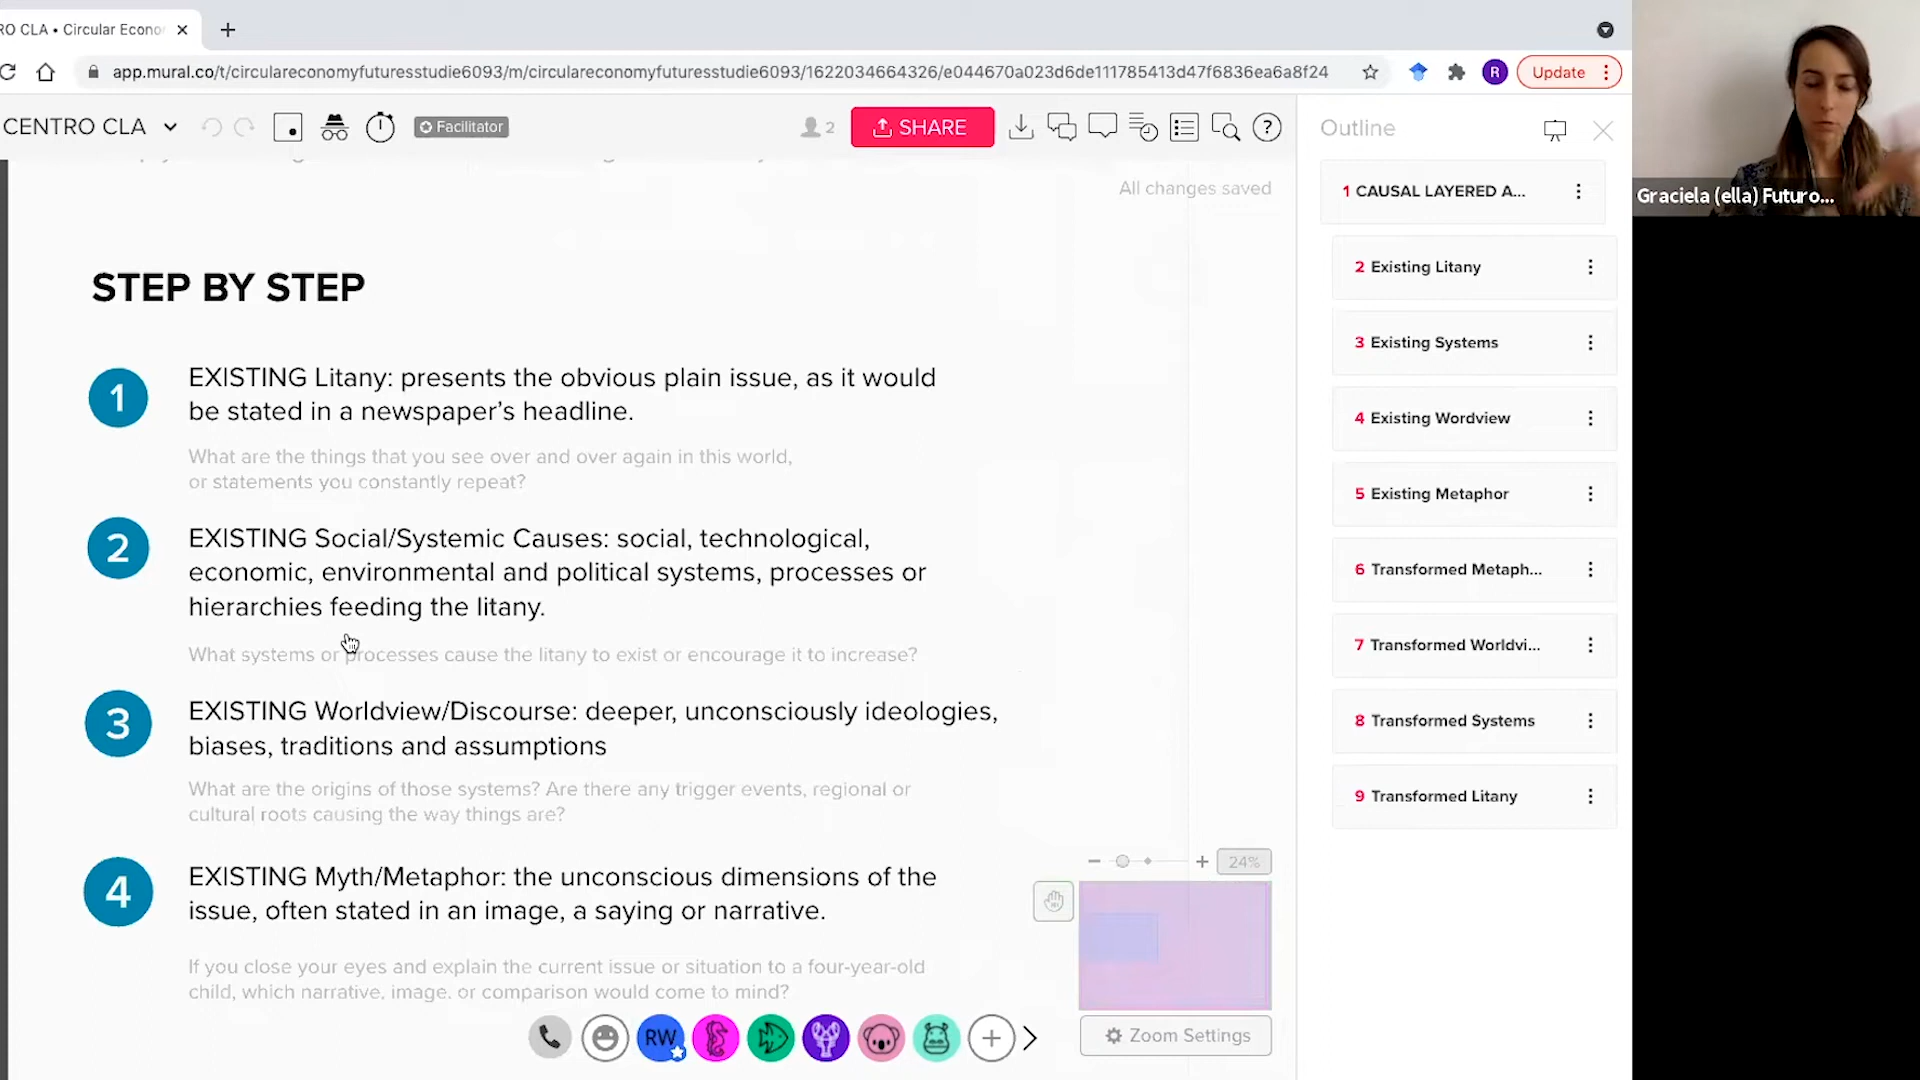 RO CLA • Circular Econo
app.mural.co/t/circulareconomyfuturesstudie6093/m/circulareconomyfuturesstudie6093/1622034664326/e044670a023d6de111785413d47f6836ea6a8f24
R
Update
CENTRO CLA
Facilitator
2
SHARE
?
All changes saved
STEP BY STEP
1
EXISTING Litany: presents the obvious plain issue, as it would
be stated in a newspaper's headline.
What are the things that you see over and over again in this world,
or statements you constantly repeat?
2
EXISTING Social/Systemic Causes: social, technological,
economic, environmental and political systems, processes or
hierarchies feeding the litany.
What systems or processes cause the litany to exist or encourage it to increase?
3
EXISTING Worldview/Discourse: deeper, unconsciously ideologies,
biases, traditions and assumptions
What are the origins of those systems? Are there any trigger events, regional or
cultural roots causing the way things are?
4
EXISTING Myth/Metaphor: the unconscious dimensions of the
issue, often stated in an image, a saying or narrative.
If you close your eyes and explain the current issue or situation to a four-year-old
child, which narrative, image, or comparison would come to mind?
RW
24%
Zoom Settings
Outline
1 CAUSAL LAYERED A...
2 Existing Litany
3 Existing Systems
4 Existing Wordview
5 Existing Metaphor
6 Transformed Metaph...
7 Transformed Worldvi...
8 Transformed Systems
9 Transformed Litany
Graciela (ella) Futuro...